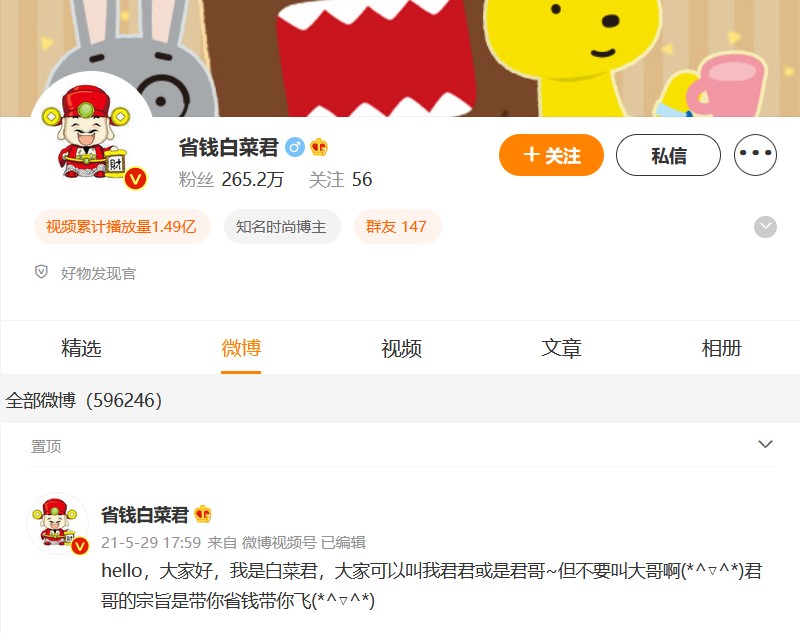 省钱白菜君
粉丝 265.2万 关注 56
+ 关注
私信
视频累计播放量1.49亿 知名时尚博主 群友 147
好物发现官
精选 微博 视频 文章 相册
全部微博（596246）
置顶
省钱白菜君
21-5-29 17:59 来自 微博视频号 已编辑
hello，大家好，我是白菜君，大家可以叫我君君或是君哥~但不要叫大哥啊(*^▽^*)君
哥的宗旨是带你省钱带你飞(*^▽^*)
財